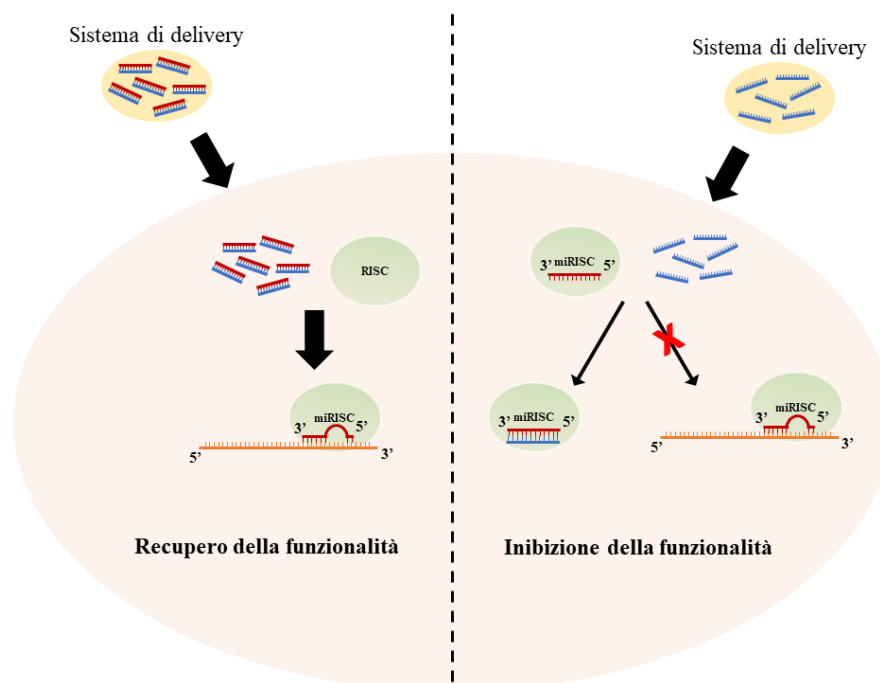 Sistema di delivery
Sistema di delivery
RISC
3’ miRISC 5’
miRISC
3’ 5’
5’ 3’
3’ miRISC 5’
miRISC
3’ 5’
5’ 3’
Recupero della funzionalità
Inibizione della funzionalità